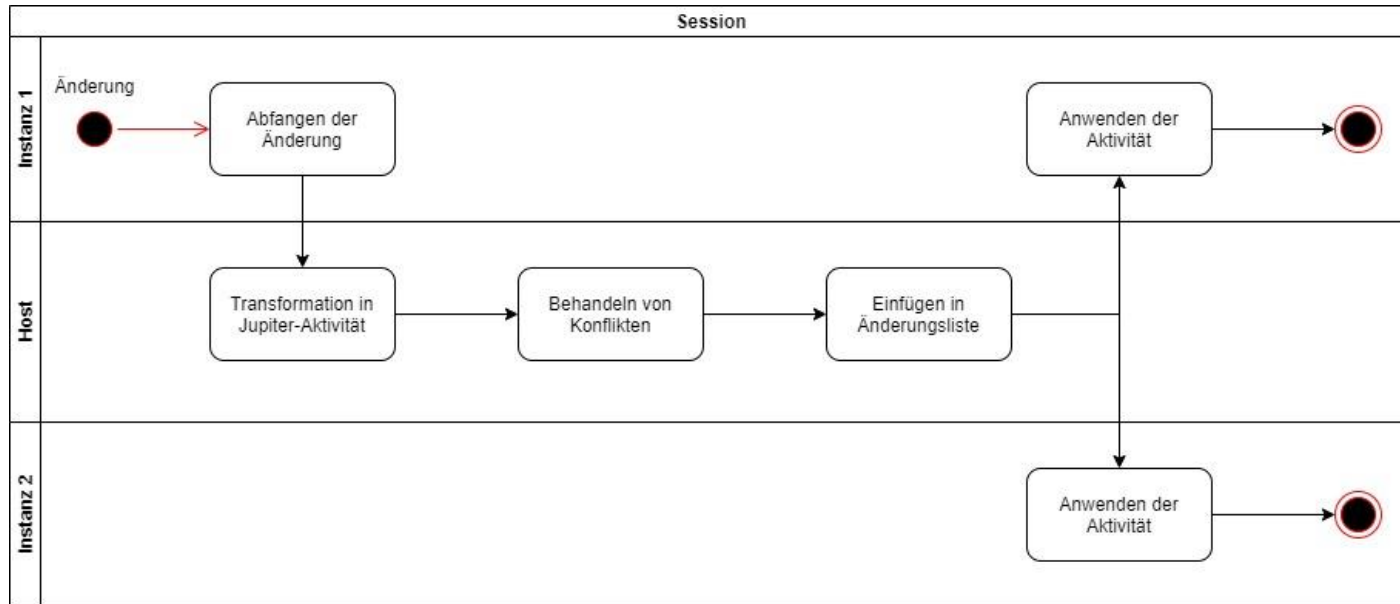 Session
Instanz 1
Änderung
Abfangen der
Änderung
Anwenden der
Aktivität
Host
Transformation in
Jupiter-Aktivität
Behandeln von
Konflikten
Einfügen in
Änderungsliste
Instanz 2
Anwenden der
Aktivität